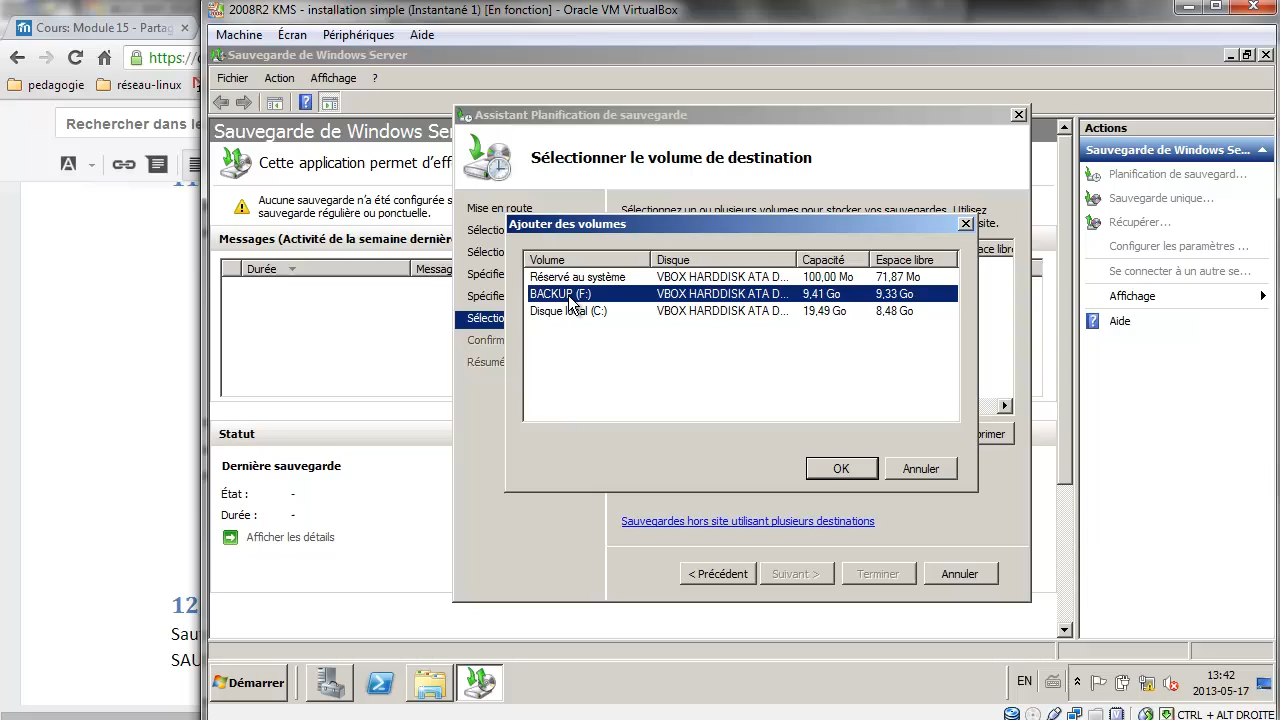 2008R2 KMS - installation simple (Instantané 1) [En fonction] - Oracle VM VirtualBox
Cours: Module 15 - Partag
Machine Écran Périphériques Aide
https://
Sauvegarde de Windows Server
Fichier Action Affichage ?
pedagogie réseau-linux
Rechercher dans le
Sauvegarde de Windows Se
Cette application permet d'eff
Aucune sauvegarde n'a été configurée
sauvegarde régulière ou ponctuelle.
Messages (Activité de la semaine dernièr
Durée Messag
Statut
Dernière sauvegarde
État : -
Durée : -
Afficher les détails
Assistant Planification de sauvegarde
Sélectionner le volume de destination
Mise en route
Sélectio
Sélectio
Spécifie
Spécifie
Sélectio
Confirm
Résumé
Sélectionnez un ou plusieurs volumes pour stocker vos sauvegardes. Utilisez
site.
Ajouter des volumes
Volume Disque Capacité Espace libre
Réservé au système VBOX HARDDISK ATA D... 100,00 Mo 71,87 Mo
BACKUP (F:) VBOX HARDDISK ATA D... 9,41 Go 9,33 Go
Disque local (C:) VBOX HARDDISK ATA D... 19,49 Go 8,48 Go
OK Annuler
ace libre
primer
Sauvegardes hors site utilisant plusieurs destinations
< Précédent Suivant > Terminer Annuler
Actions
Sauvegarde de Windows Se...
Planification de sauvegard...
Sauvegarde unique...
Récupérer...
Configurer les paramètres ...
Se connecter à un autre se...
Affichage
Aide
12
Sau
SAU
Démarrer
EN
13:42
2013-05-17
CTRL + ALT DROITE